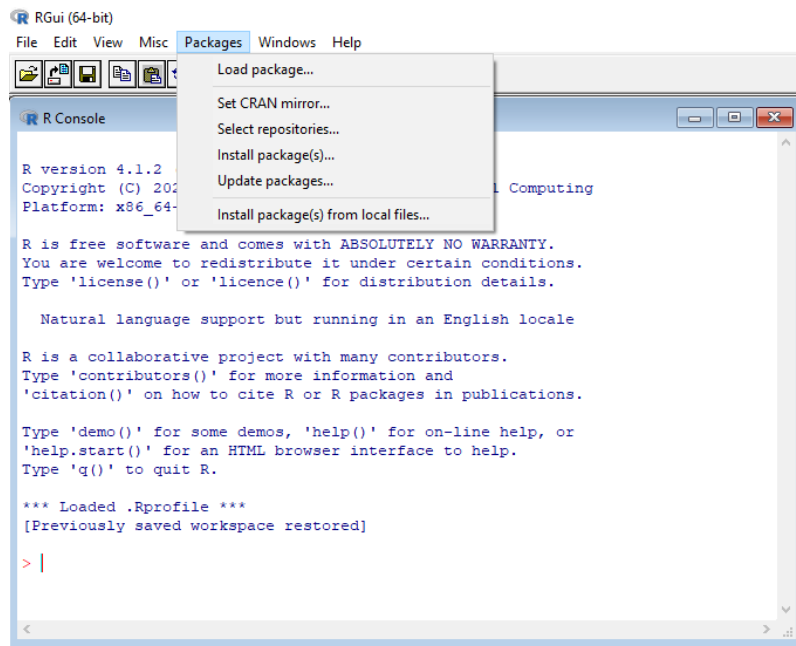 RGui (64-bit)
File Edit View Misc Packages Windows Help
Load package...
Set CRAN mirror...
Select repositories...
Install package(s)...
Update packages...
Install package(s) from local files...
R Console
R version 4.1.2
Copyright (C) 202 l Computing
Platform: x86_64-
R is free software and comes with ABSOLUTELY NO WARRANTY.
You are welcome to redistribute it under certain conditions.
Type 'license()' or 'licence()' for distribution details.
Natural language support but running in an English locale
R is a collaborative project with many contributors.
Type 'contributors()' for more information and
'citation()' on how to cite R or R packages in publications.
Type 'demo()' for some demos, 'help()' for on-line help, or
'help.start()' for an HTML browser interface to help.
Type 'q()' to quit R.
*** Loaded .Rprofile ***
[Previously saved workspace restored]
>